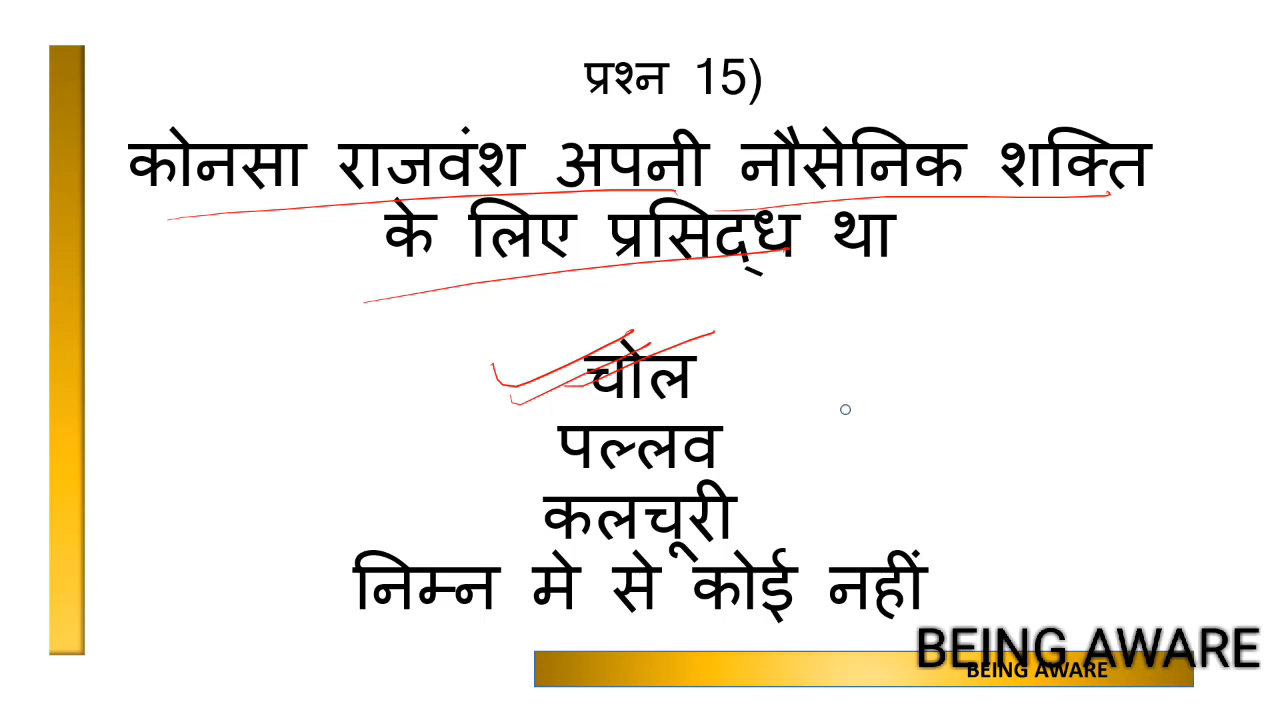 प्रश्न 15)
कोनसा राजवंश अपनी नौसेनिक शक्ति
के लिए प्रसिद्ध था
चोल
पल्लव
कलचूरी
निम्न मे से कोई नहीं
BEING AWARE
BEING AWARE